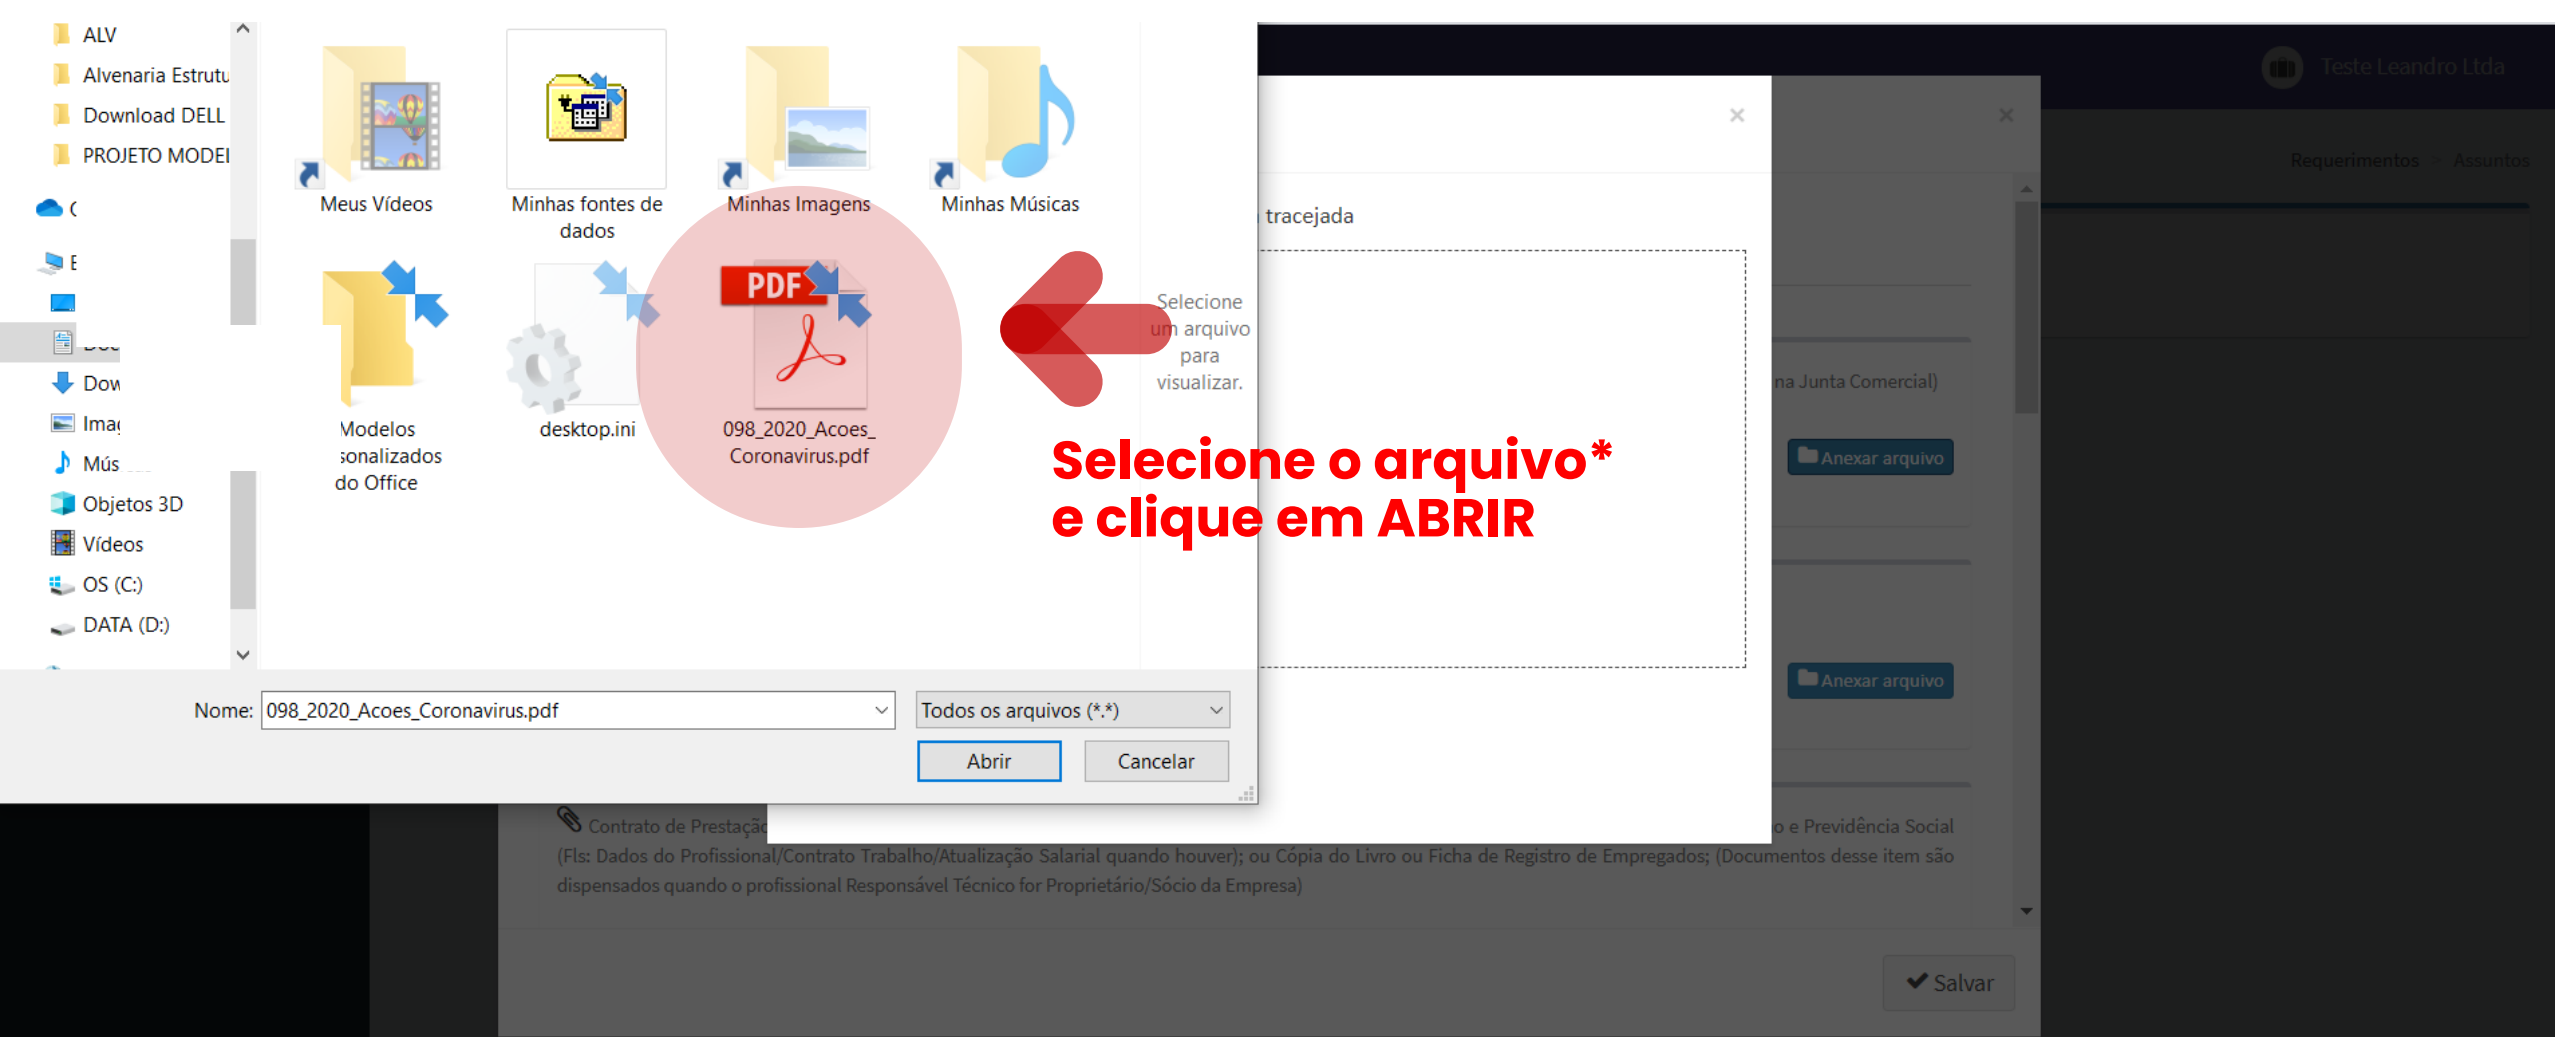 ALV
Alvenaria Estrutu
Download DELL
PROJETO MODEL
Dow
Imag
Mús
Objetos 3D
Vídeos
OS (C:)
DATA (D:)
Meus Vídeos
Minhas fontes de
dados
Minhas Imagens
Minhas Músicas
Modelos
sonalizados
do Office
desktop.ini
PDF
098_2020_Acoes_
Coronavirus.pdf
Selecione
um arquivo
para
visualizar.
Selecione o arquivo*
e clique em ABRIR
Nome: 098_2020_Acoes_Coronavirus.pdf
Todos os arquivos (*.*)
Abrir
Cancelar
Teste Leandro Ltda
Requerimentos > Assuntos
tracejada
na Junta Comercial)
Anexar arquivo
Anexar arquivo
Contrato de Prestação
o e Previdência Social
(Fls: Dados do Profissional/Contrato Trabalho/Atualização Salarial quando houver); ou Cópia do Livro ou Ficha de Registro de Empregados; (Documentos desse item são
dispensados quando o profissional Responsável Técnico for Proprietário/Sócio da Empresa)
Salvar